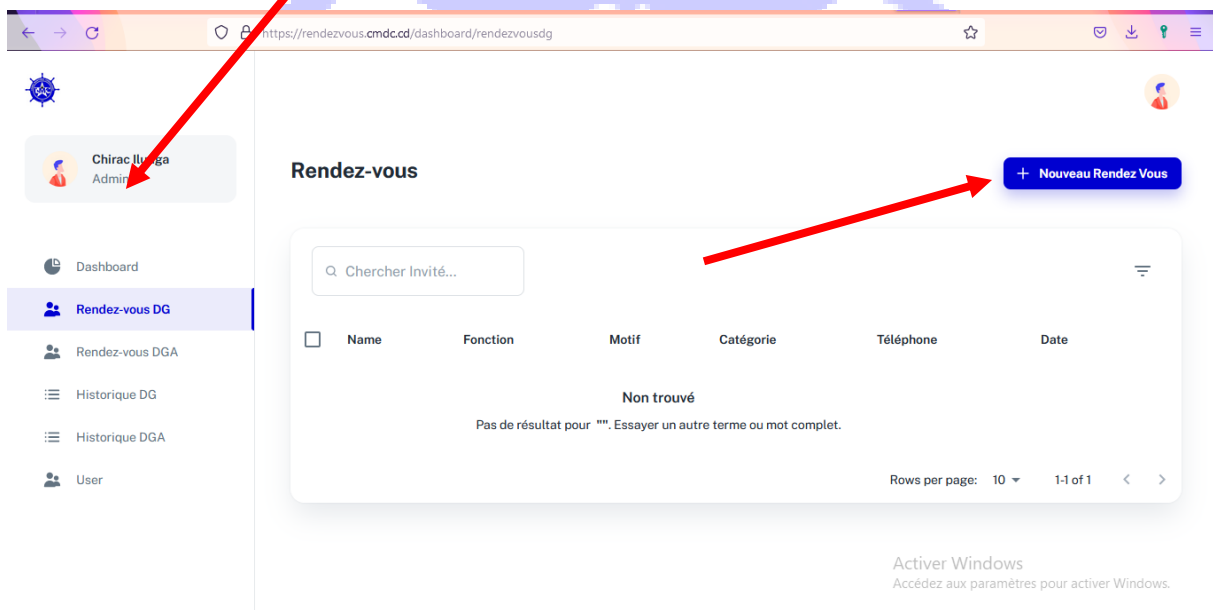 https://rendezvous.cmdc.cd/dashboard/rendezvousdg
Chirac Ilunga
Admin
Dashboard
Rendez-vous DG
Rendez-vous DGA
Historique DG
Historique DGA
User
Rendez-vous
+ Nouveau Rendez Vous
Chercher Invité...
Name Fonction Motif Catégorie Téléphone Date
Non trouvé
Pas de résultat pour "". Essayer un autre terme ou mot complet.
Rows per page: 10 1-1 of 1
Activer Windows
Accédez aux paramètres pour activer Windows.